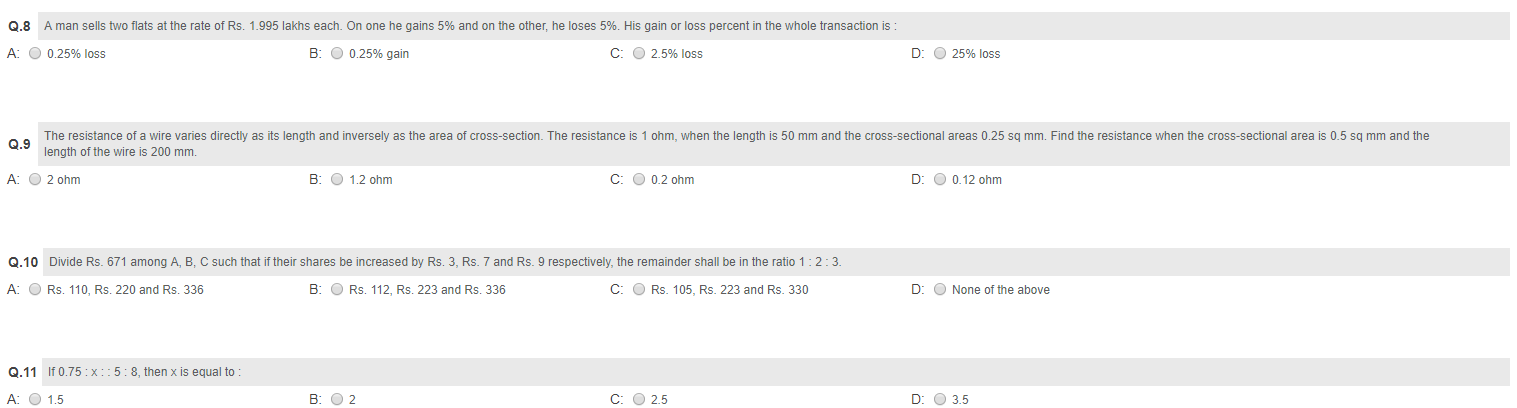 Q.8 A man sells two flats at the rate of Rs. 1.995 lakhs each. On one he gains 5% and on the other, he loses 5%. His gain or loss percent in the whole transaction is :
A: 0.25% loss B: 0.25% gain C: 2.5% loss D: 25% loss
Q.9 The resistance of a wire varies directly as its length and inversely as the area of cross-section. The resistance is 1 ohm, when the length is 50 mm and the cross-sectional areas 0.25 sq mm. Find the resistance when the cross-sectional area is 0.5 sq mm and the
length of the wire is 200 mm.
A: 2 ohm B: 1.2 ohm C: 0.2 ohm D: 0.12 ohm
Q.10 Divide Rs. 671 among A, B, C such that if their shares be increased by Rs. 3, Rs. 7 and Rs. 9 respectively, the remainder shall be in the ratio 1 : 2 : 3.
A: Rs. 110, Rs. 220 and Rs. 336 B: Rs. 112, Rs. 223 and Rs. 336 C: Rs. 105, Rs. 223 and Rs. 330 D: None of the above
Q.11 If 0.75 : x : : 5 : 8, then x is equal to :
A: 1.5 B: 2 C: 2.5 D: 3.5